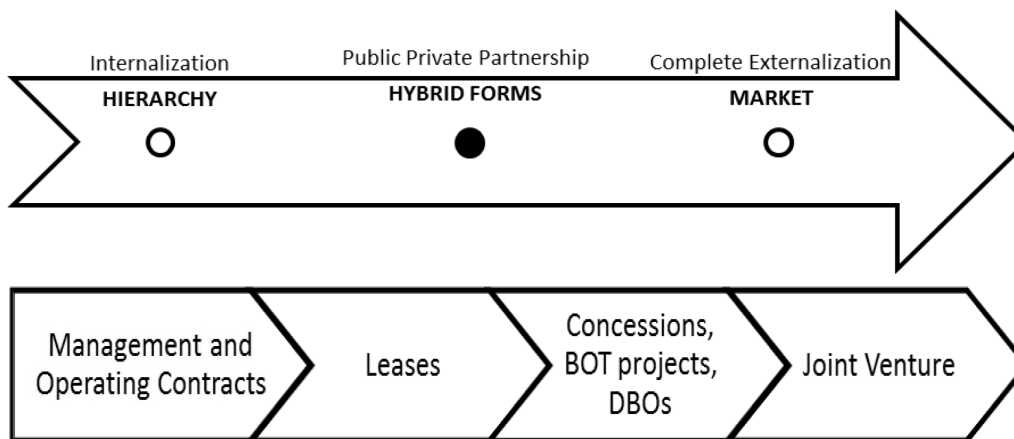 Internalization
HIERARCHY
Public Private Partnership
HYBRID FORMS
Complete Externalization
MARKET
Management and
Operating Contracts
Leases
Concessions,
BOT projects,
DBOs
Joint Venture